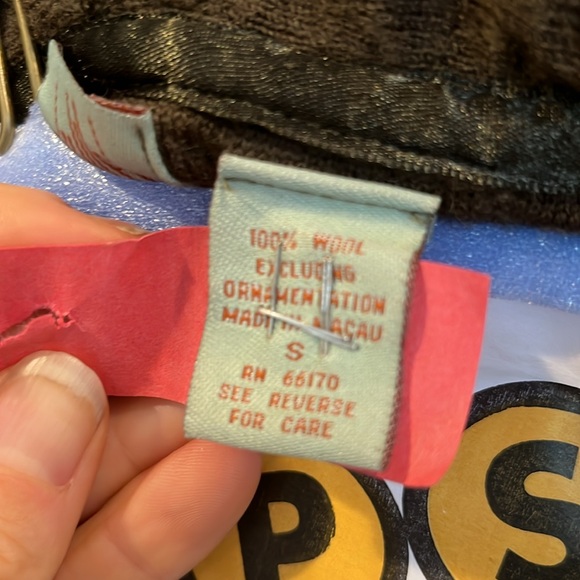 100% WOOL
EXCLUDING
ORNAMENTATION
MADE IN MACAU
S
RN 66170
SEE REVERSE
FOR CARE
P
S